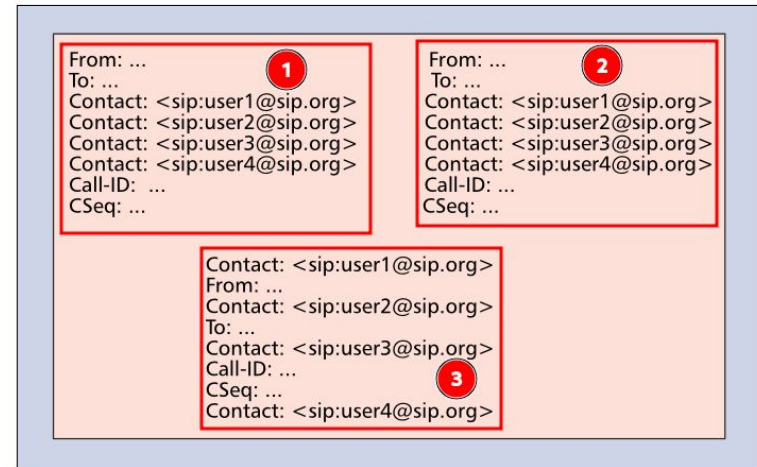 From: ...
To: ...
Contact: <sip:user1@sip.org>
Contact: <sip:user2@sip.org>
Contact: <sip:user3@sip.org>
Contact: <sip:user4@sip.org>
Call-ID: ...
CSeq: ...
1
From: ...
To: ...
Contact: <sip:user1@sip.org>
Contact: <sip:user2@sip.org>
Contact: <sip:user3@sip.org>
Contact: <sip:user4@sip.org>
Call-ID: ...
CSeq: ...
2
Contact: <sip:user1@sip.org>
From: ...
Contact: <sip:user2@sip.org>
To: ...
Contact: <sip:user3@sip.org>
Call-ID: ...
CSeq: ...
Contact: <sip:user4@sip.org>
3